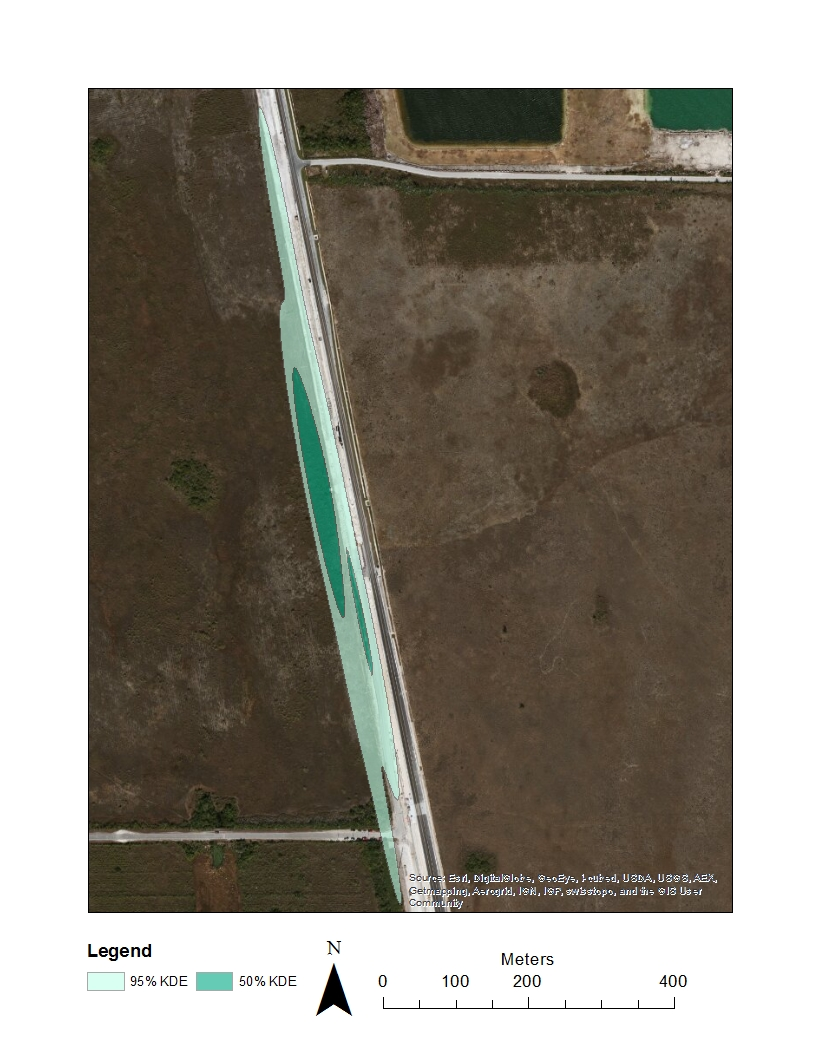 Source: Esri, DigitalGlobe, GeoEye, i-cubed, USDA, USGS, AEX,
Getmapping, Aerogrid, IGN, IGP, swisstopo, and the GIS User
Community
Legend
95% KDE 50% KDE
N
Meters
0 100 200 400